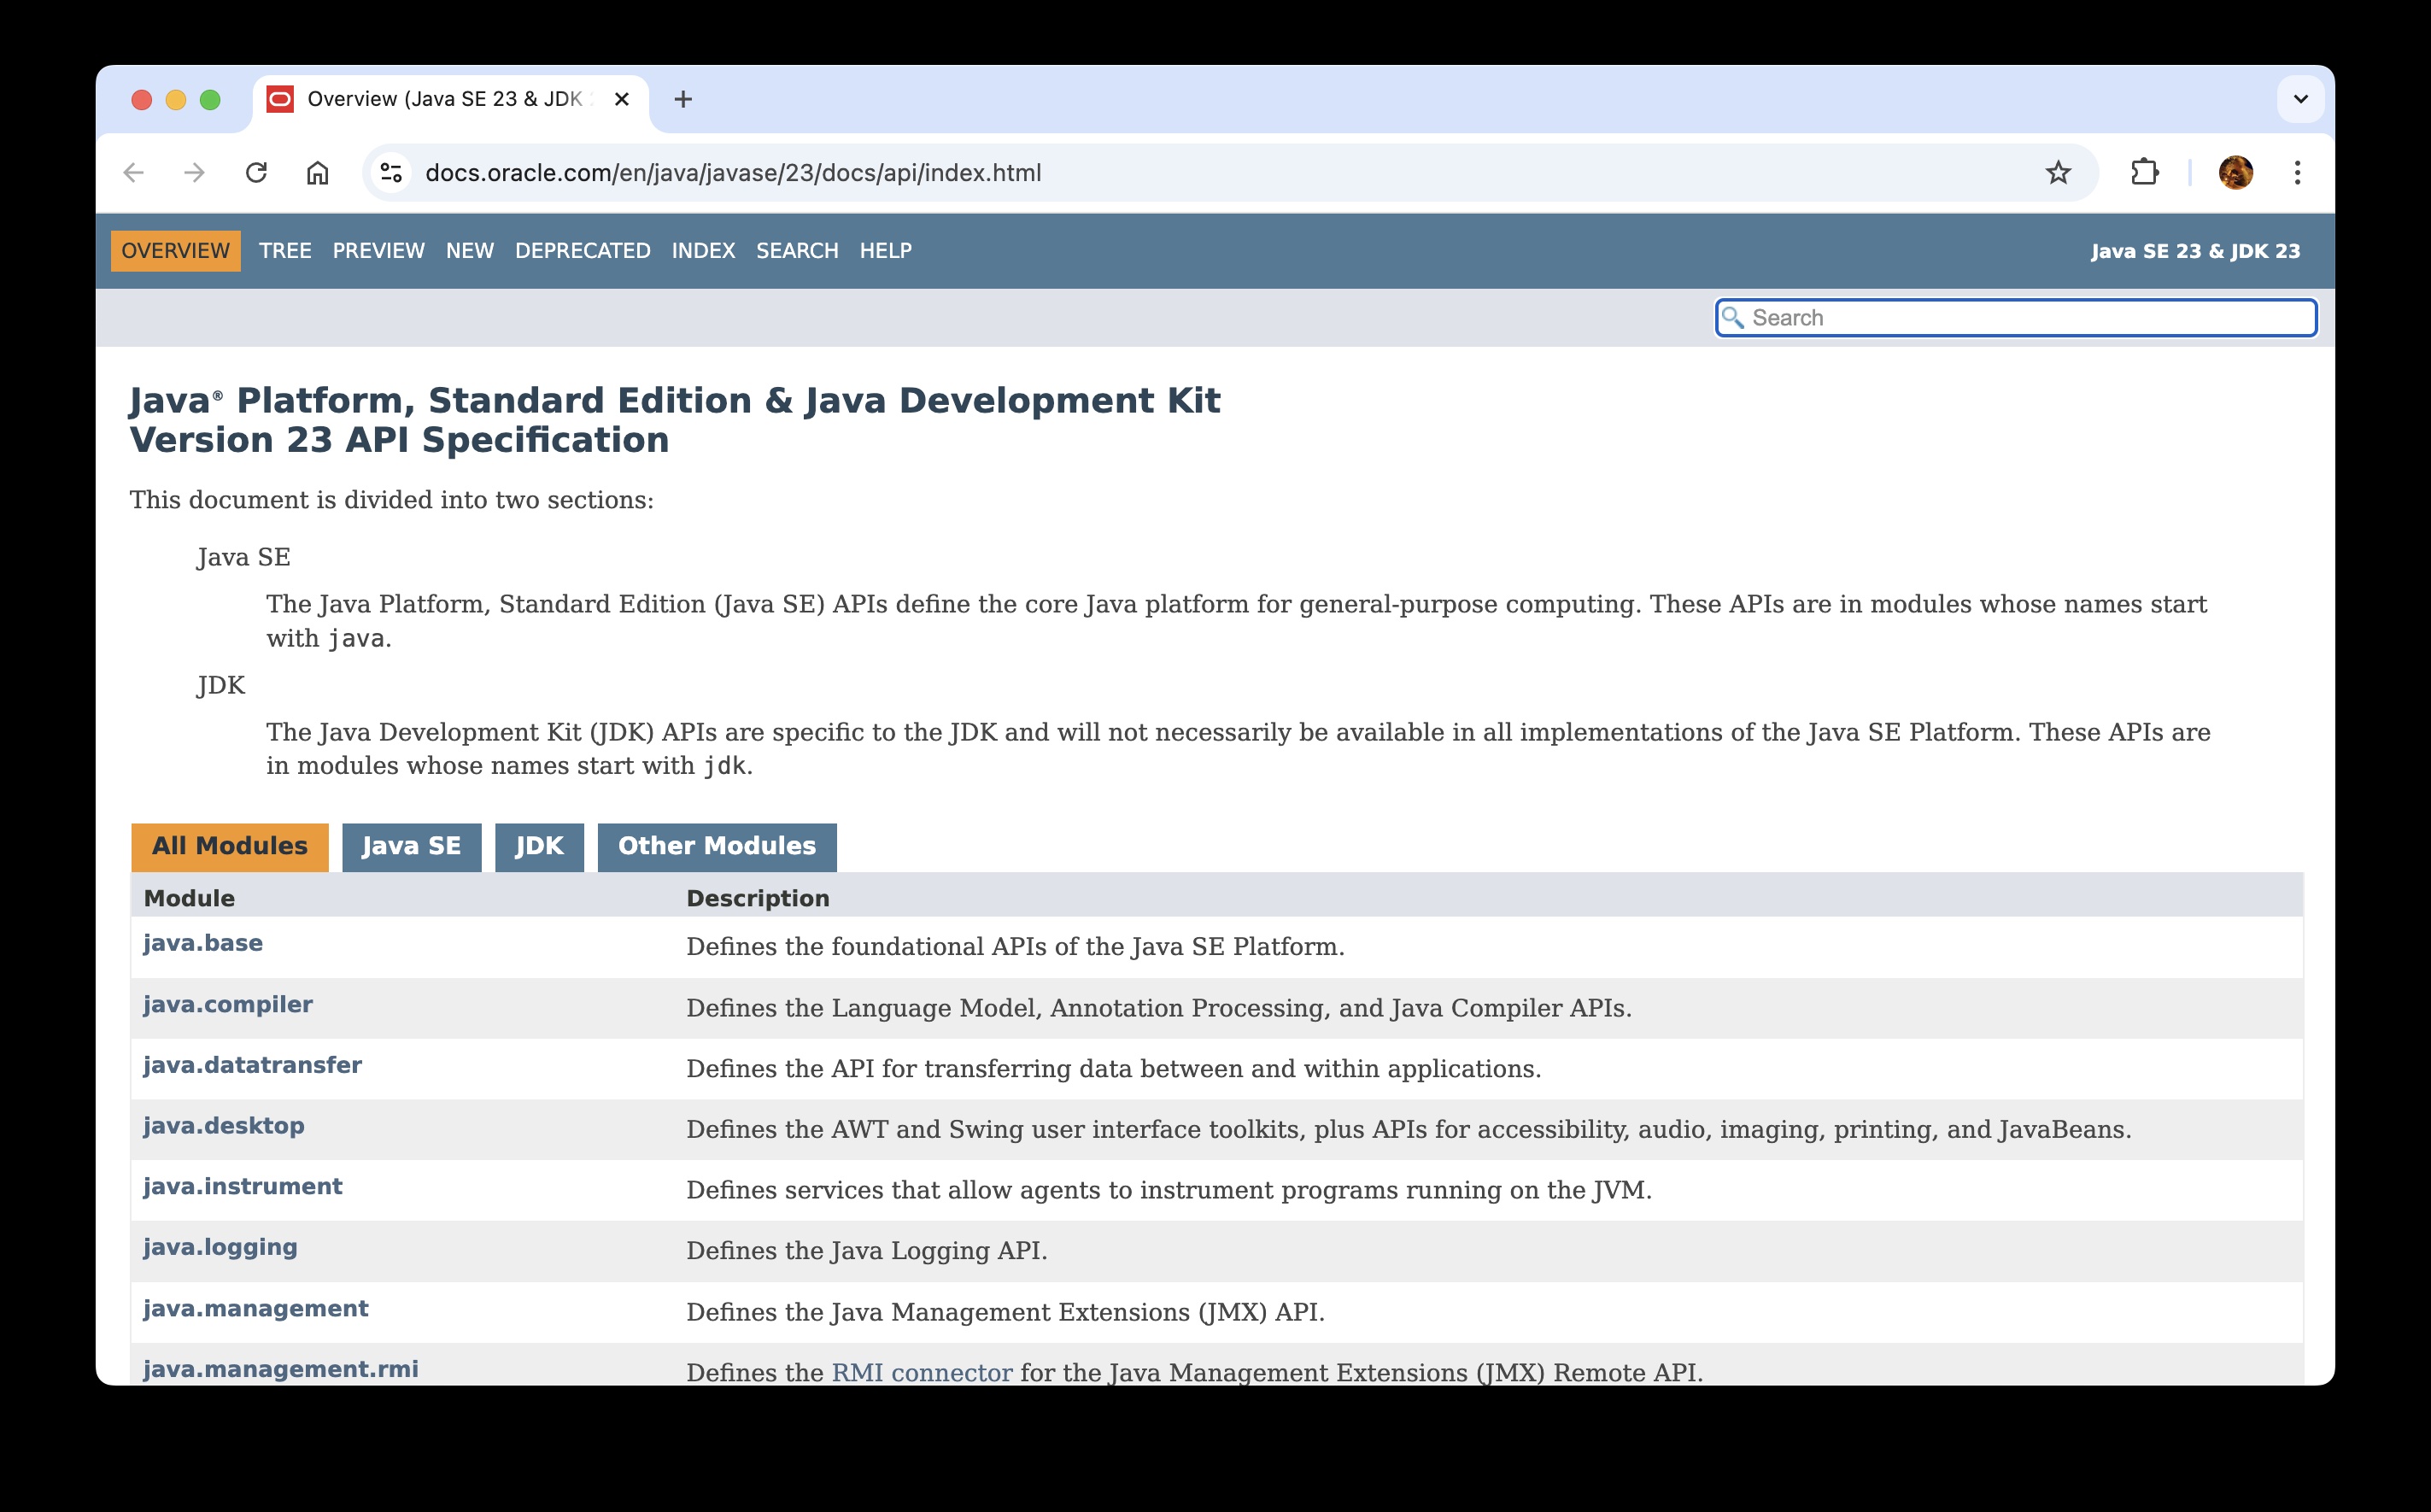 Overview (Java SE 23 & JDK
docs.oracle.com/en/java/javase/23/docs/api/index.html
OVERVIEW TREE PREVIEW NEW DEPRECATED INDEX SEARCH HELP Java SE 23 & JDK 23
Search
Java® Platform, Standard Edition & Java Development Kit
Version 23 API Specification
This document is divided into two sections:
Java SE
The Java Platform, Standard Edition (Java SE) APIs define the core Java platform for general-purpose computing. These APIs are in modules whose names start
with java.
JDK
The Java Development Kit (JDK) APIs are specific to the JDK and will not necessarily be available in all implementations of the Java SE Platform. These APIs are
in modules whose names start with jdk.
All Modules Java SE JDK Other Modules
Module Description
java.base Defines the foundational APIs of the Java SE Platform.
java.compiler Defines the Language Model, Annotation Processing, and Java Compiler APIs.
java.datatransfer Defines the API for transferring data between and within applications.
java.desktop Defines the AWT and Swing user interface toolkits, plus APIs for accessibility, audio, imaging, printing, and JavaBeans.
java.instrument Defines services that allow agents to instrument programs running on the JVM.
java.logging Defines the Java Logging API.
java.management Defines the Java Management Extensions (JMX) API.
java.management.rmi Defines the RMI connector for the Java Management Extensions (JMX) Remote API.